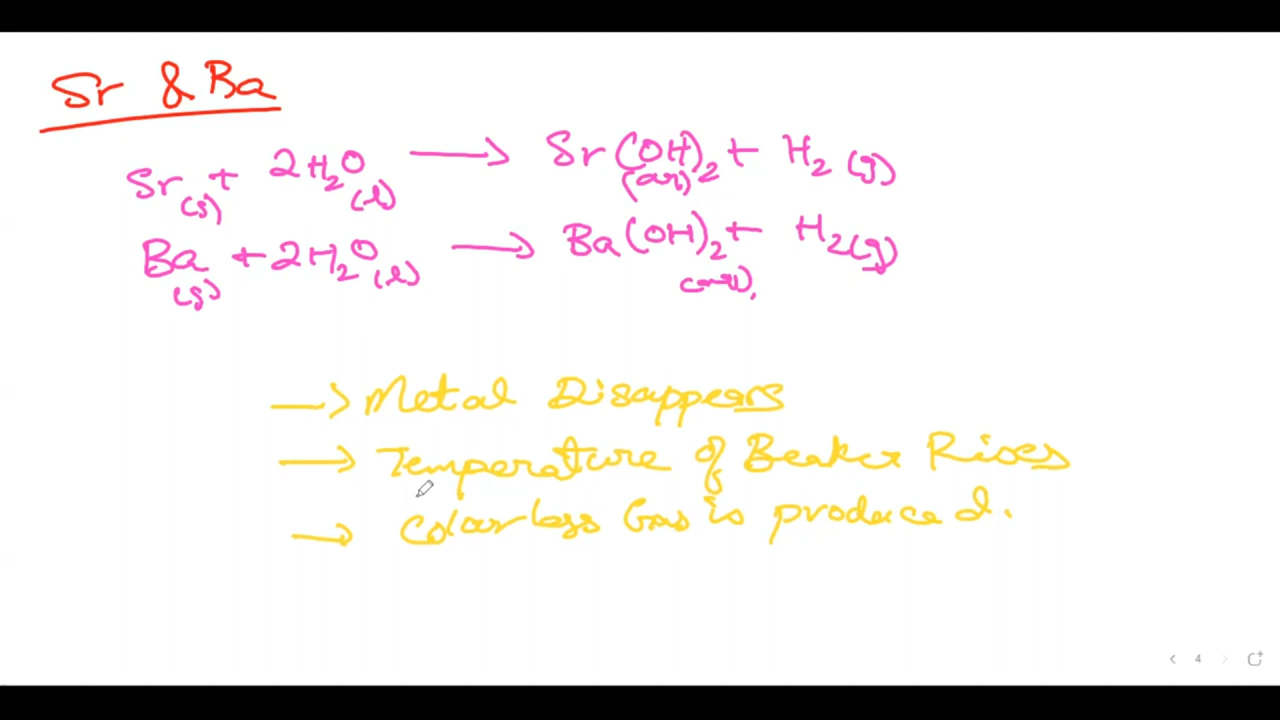 Sr & Ba
Sr(s) + 2H₂O(l) → Sr(OH)₂(aq) + H₂(g)
Ba(s) + 2H₂O(l) → Ba(OH)₂(aq) + H₂(g)
→ Metal Disappears
→ Temperature of Beaker Rises
→ Colourless Gas is produced.
4